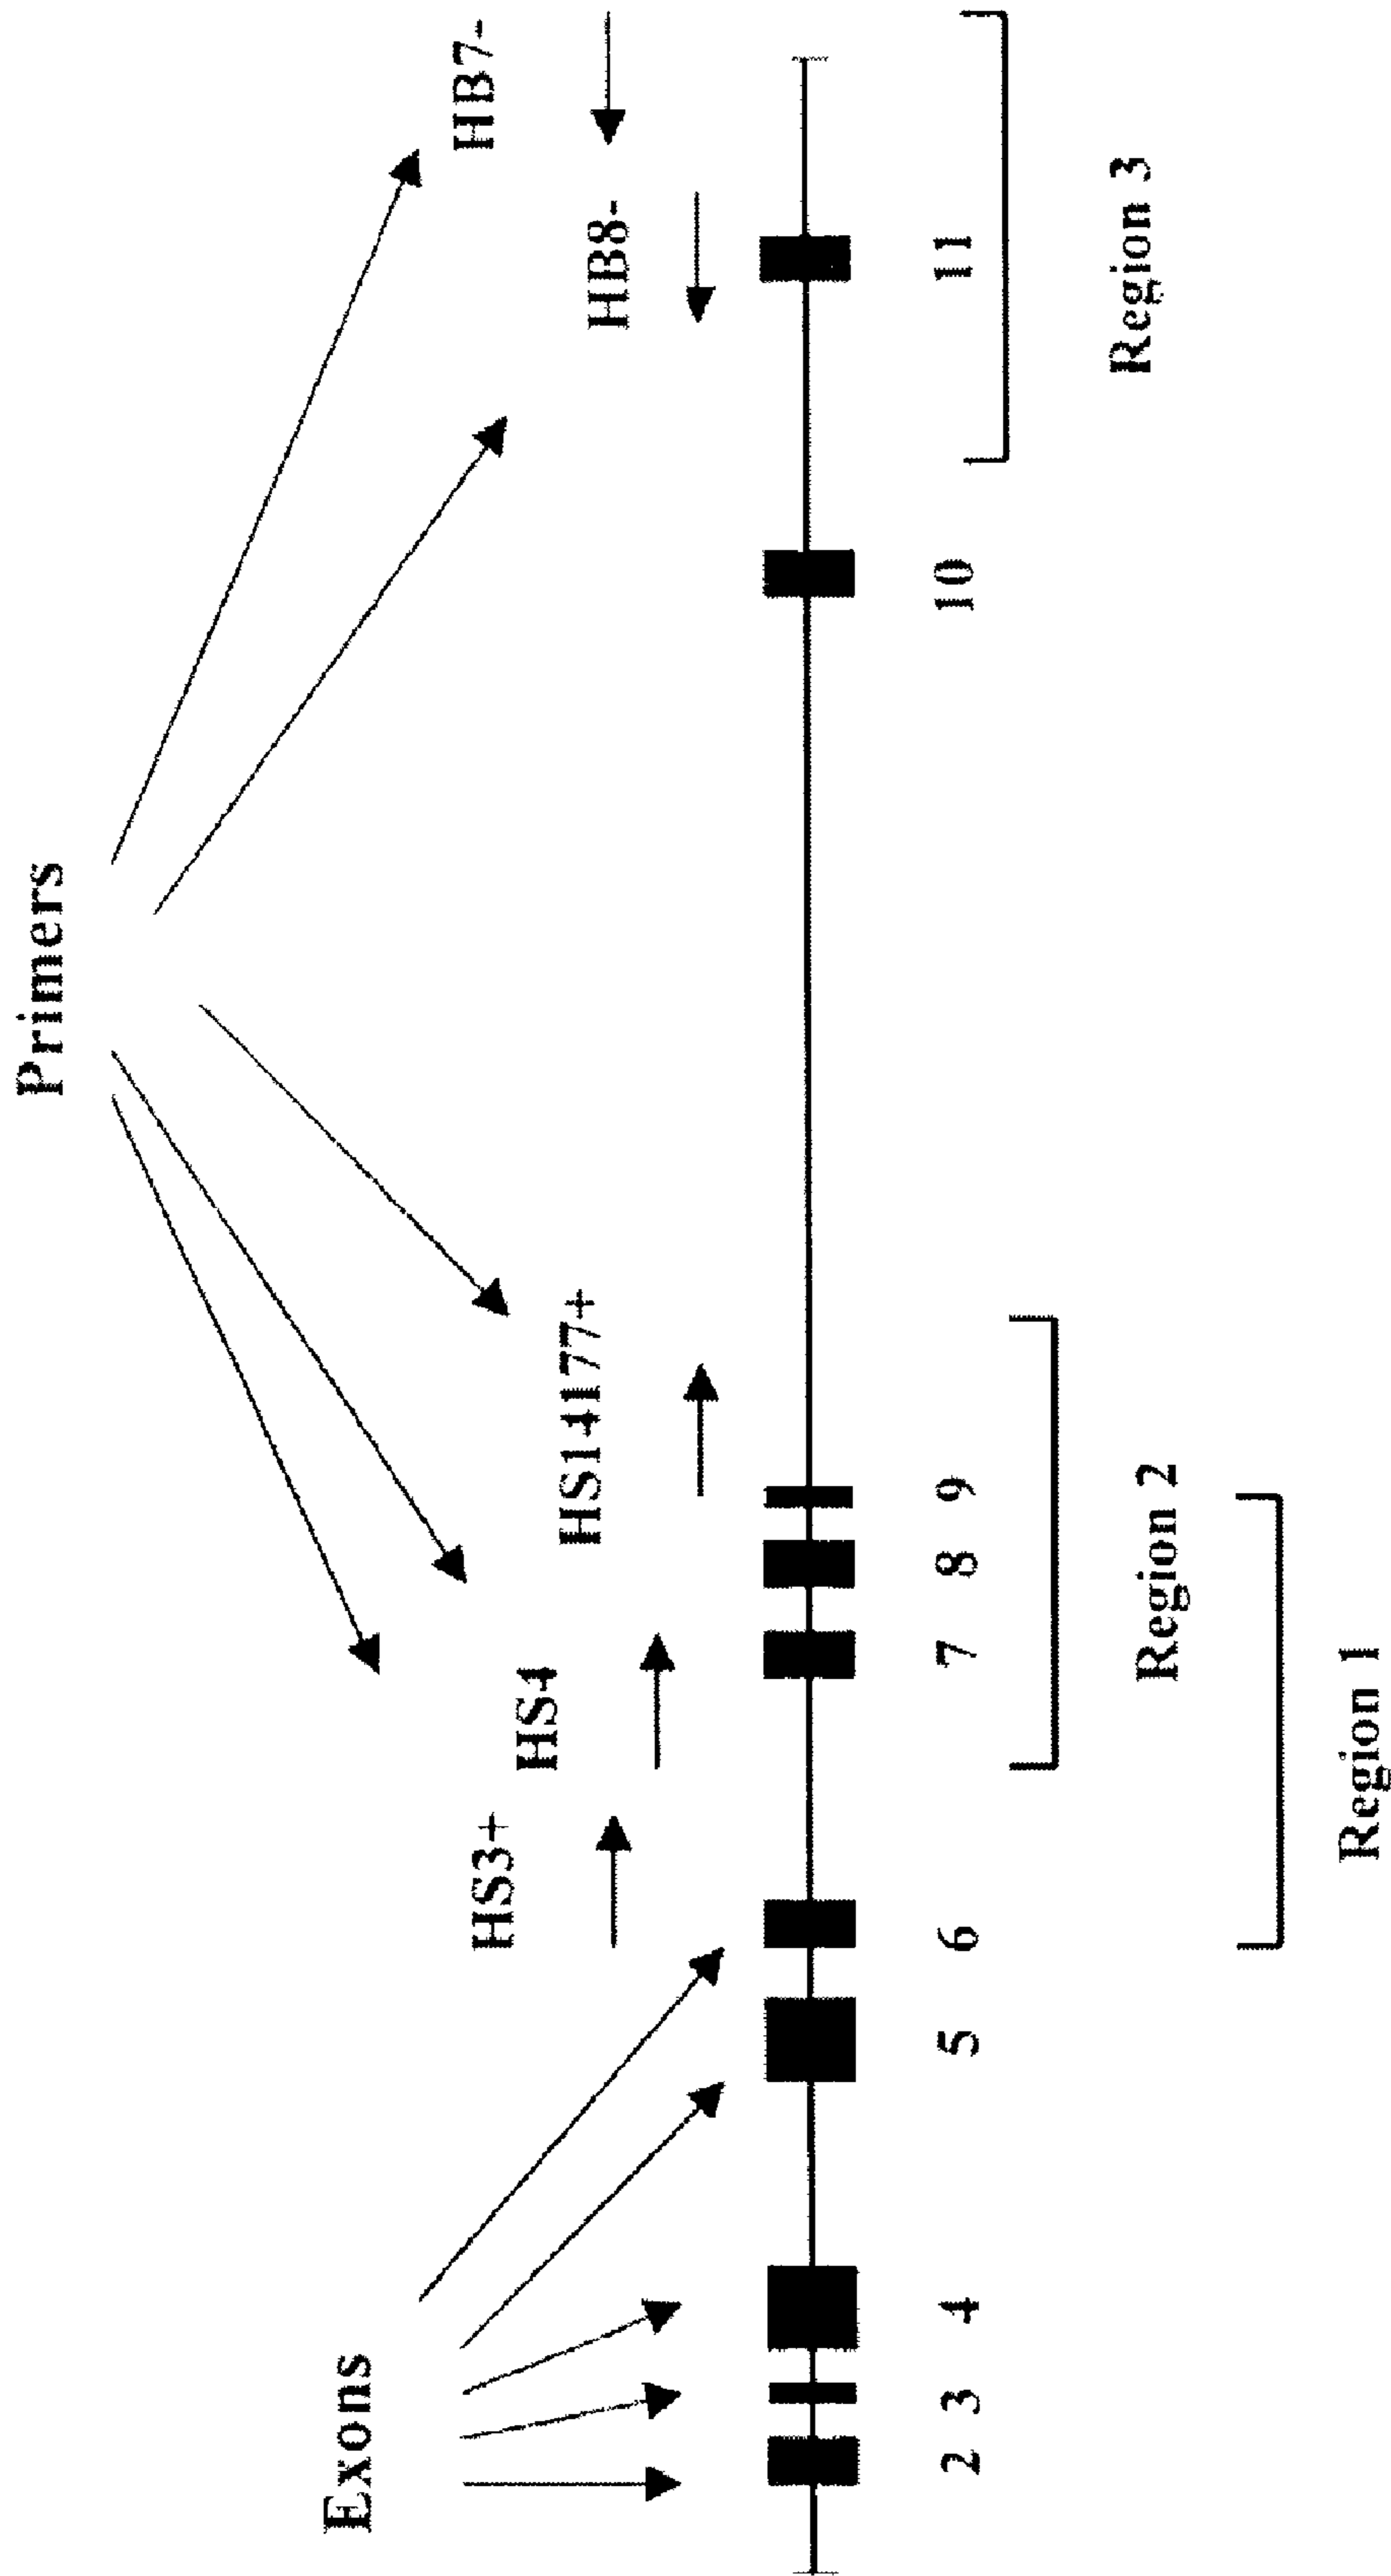 Primers
Exons
HS3+
HS4
HS14177+
HB8-
HB7-
2 3 4 5 6 7 8 9 10 11
Region 2
Region 3
Region 1